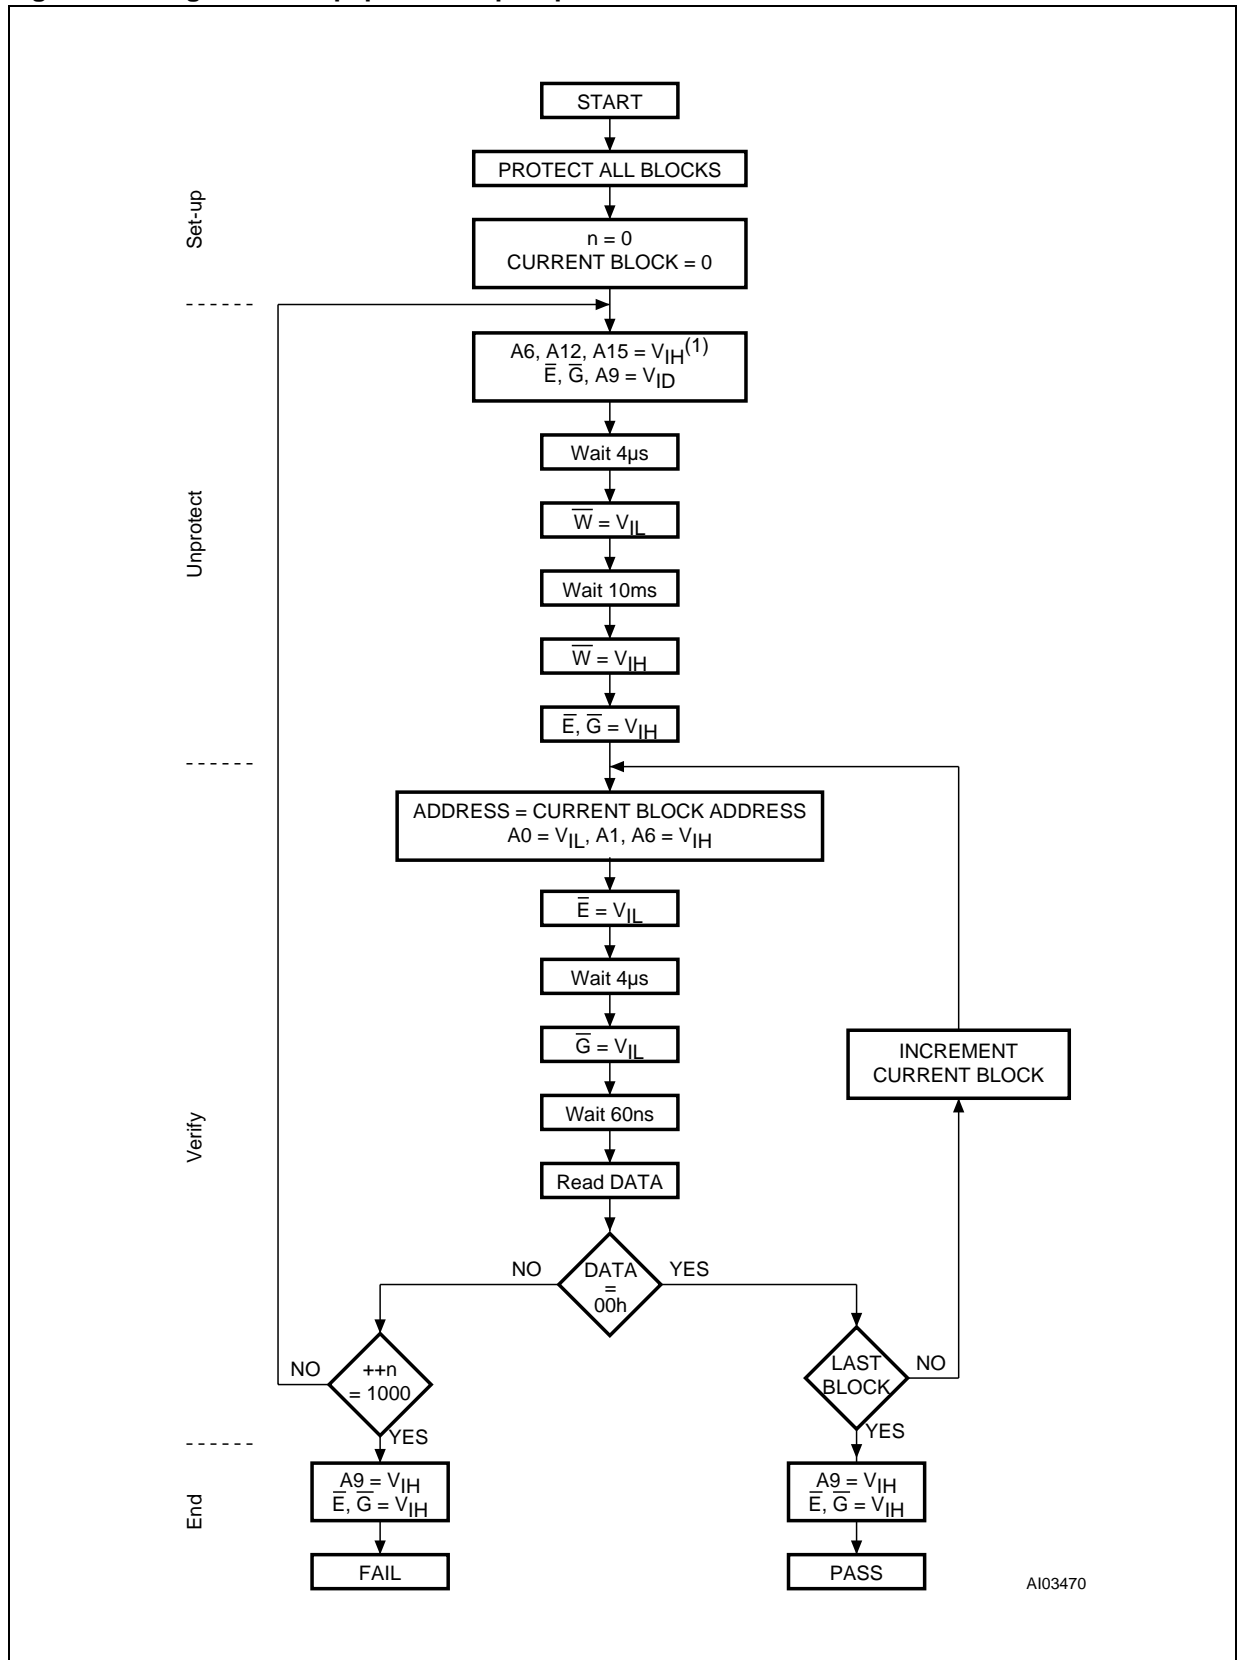 START
PROTECT ALL BLOCKS
Set-up
n = 0
CURRENT BLOCK = 0
A6, A12, A15 = VIH(1)
E̅, G̅, A9 = VID
Wait 4µs
Unprotect
W̅ = VIL
Wait 10ms
W̅ = VIH
E̅, G̅ = VIH
ADDRESS = CURRENT BLOCK ADDRESS
A0 = VIL, A1, A6 = VIH
E̅ = VIL
Wait 4µs
G̅ = VIL
INCREMENT
CURRENT BLOCK
Wait 60ns
Verify
Read DATA
NO
DATA
=
00h
YES
NO
++n
= 1000
LAST
BLOCK
NO
YES
YES
End
A9 = VIH
E̅, G̅ = VIH
A9 = VIH
E̅, G̅ = VIH
FAIL
PASS
AI03470